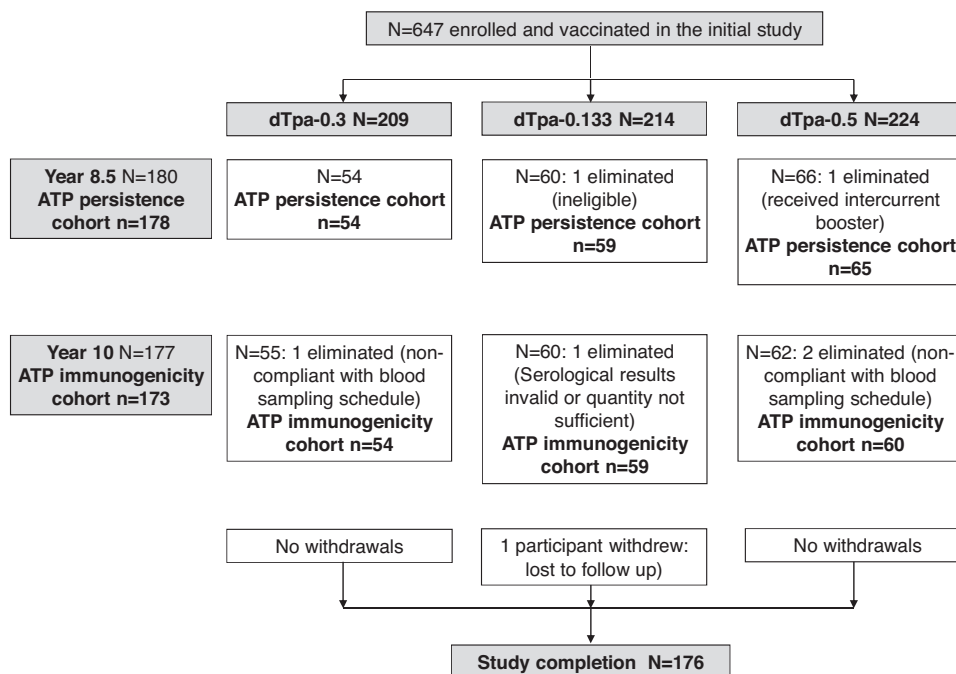 N=647 enrolled and vaccinated in the initial study
dTpa-0.3 N=209
dTpa-0.133 N=214
dTpa-0.5 N=224
Year 8.5 N=180
ATP persistence
cohort n=178
N=54
ATP persistence cohort
n=54
N=60: 1 eliminated
(ineligible)
ATP persistence cohort
n=59
N=66: 1 eliminated
(received intercurrent
booster)
ATP persistence cohort
n=65
Year 10 N=177
ATP immunogenicity
cohort n=173
N=55: 1 eliminated (non-
compliant with blood
sampling schedule)
ATP immunogenicity
cohort n=54
N=60: 1 eliminated
(Serological results
invalid or quantity not
sufficient)
ATP immunogenicity
cohort n=59
N=62: 2 eliminated (non-
compliant with blood
sampling schedule)
ATP immunogenicity
cohort n=60
No withdrawals
1 participant withdrew:
lost to follow up)
No withdrawals
Study completion N=176